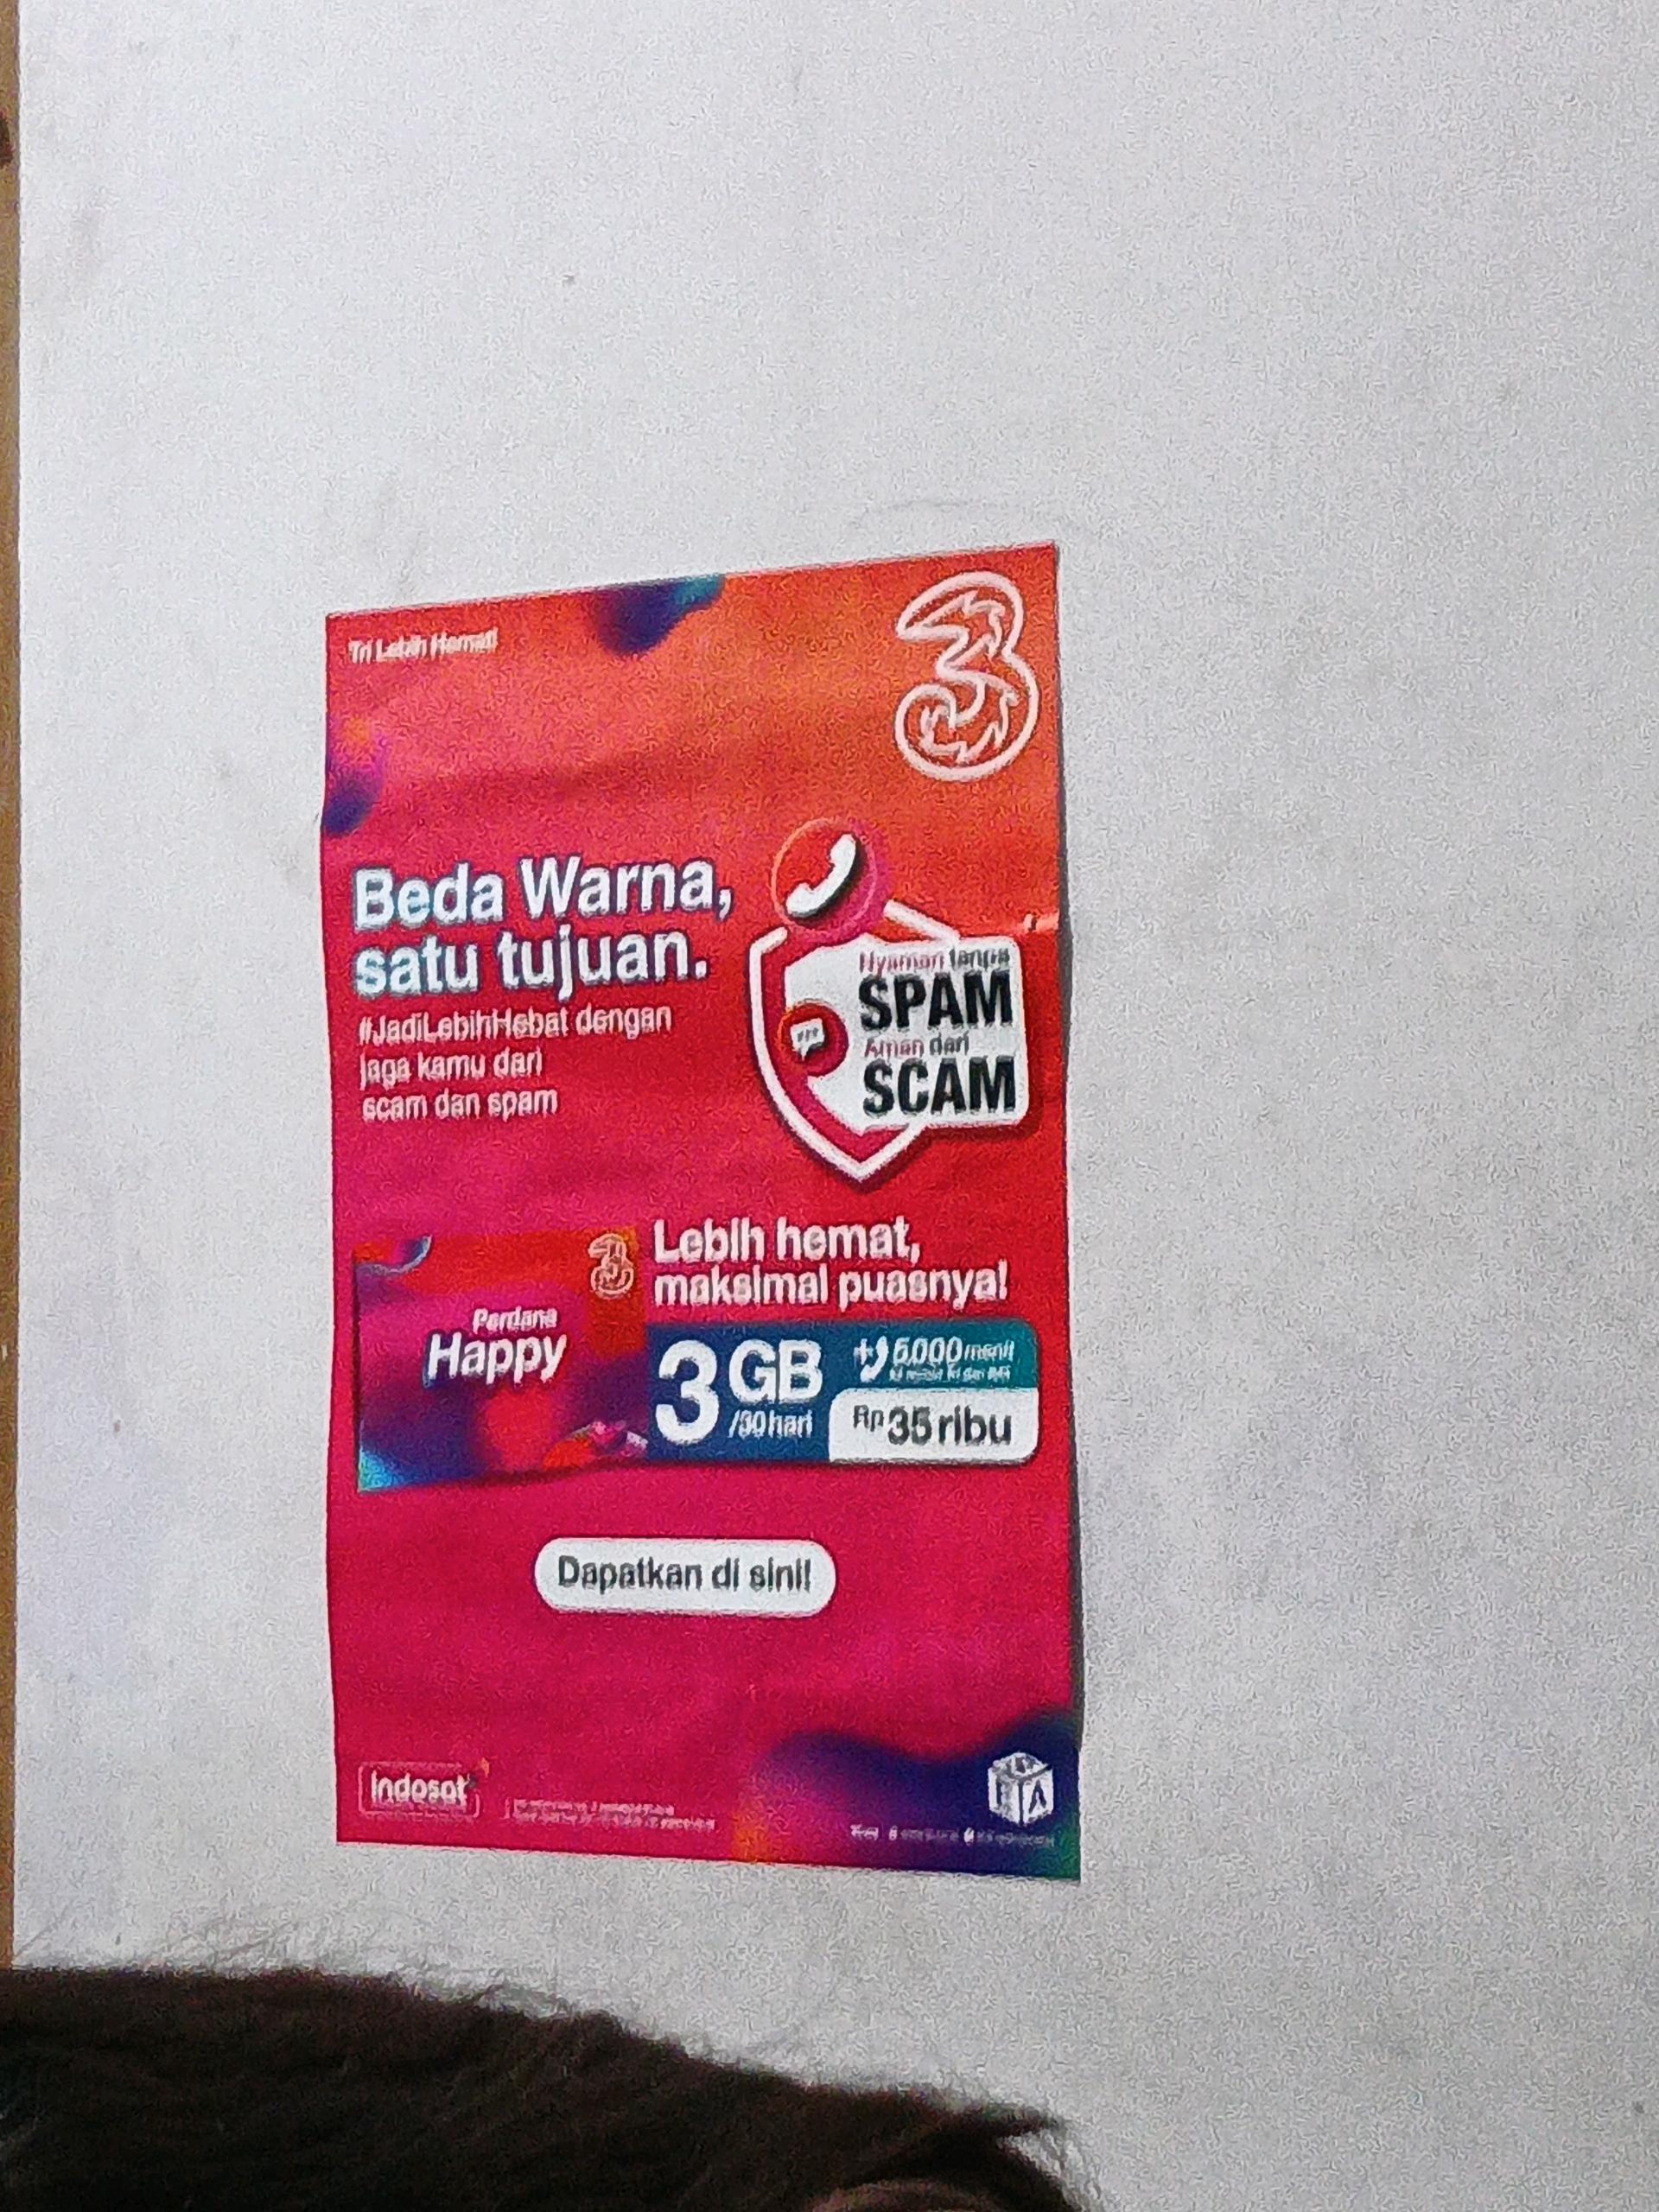 Tri Lebih Hemat!
3
Beda Warna,
satu tujuan.
#JadiLebihHebat dengan
jaga kamu dari
scam dan spam
Nyaman tanpa
SPAM
Aman dari
SCAM
Lebih hemat,
maksimal puasnya!
3
Perdana
Happy
3 GB
/30 hari
+5.000 menit
Rp35 ribu
Dapatkan di sini!
Indosat